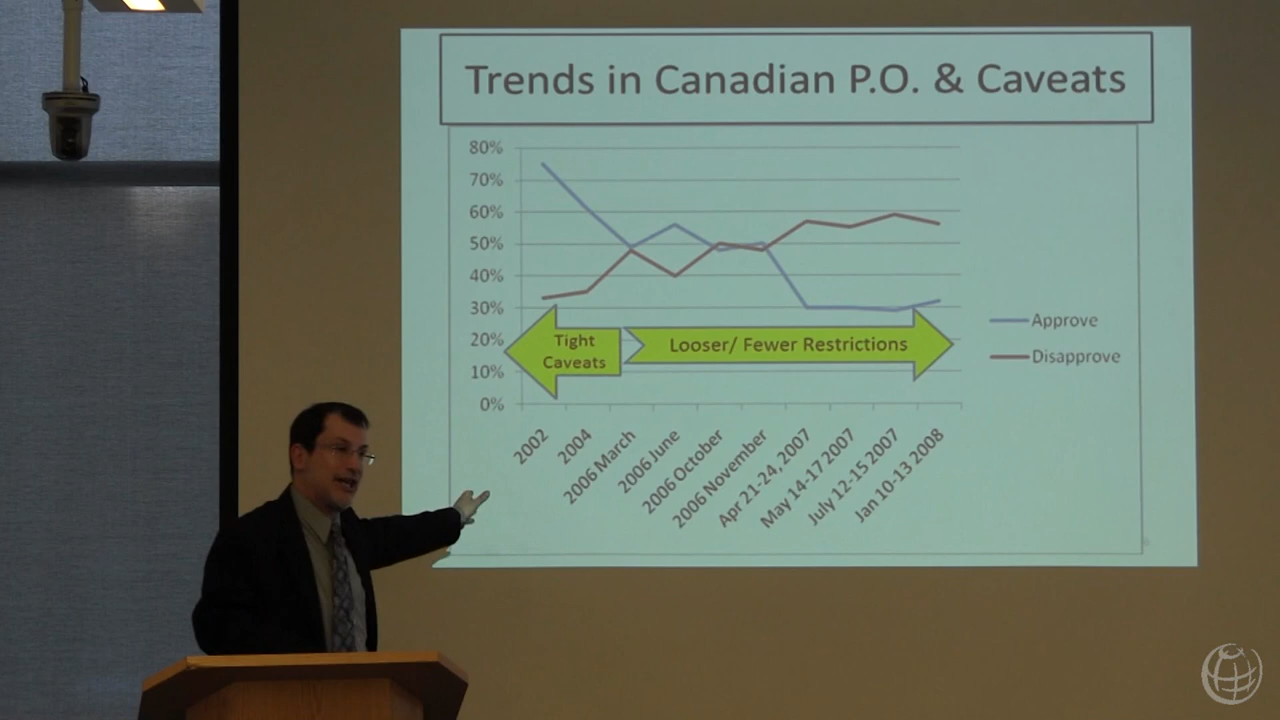 Trends in Canadian P.O. & Caveats
80%
70%
60%
50%
40%
30%
20%
10%
0%
Tight
Caveats
Looser/ Fewer Restrictions
Approve
Disapprove
2002
2004
2006 March
2006 June
2006 October
2006 November
Apr 21-24, 2007
May 14-17 2007
July 12-15 2007
Jan 10-13 2008